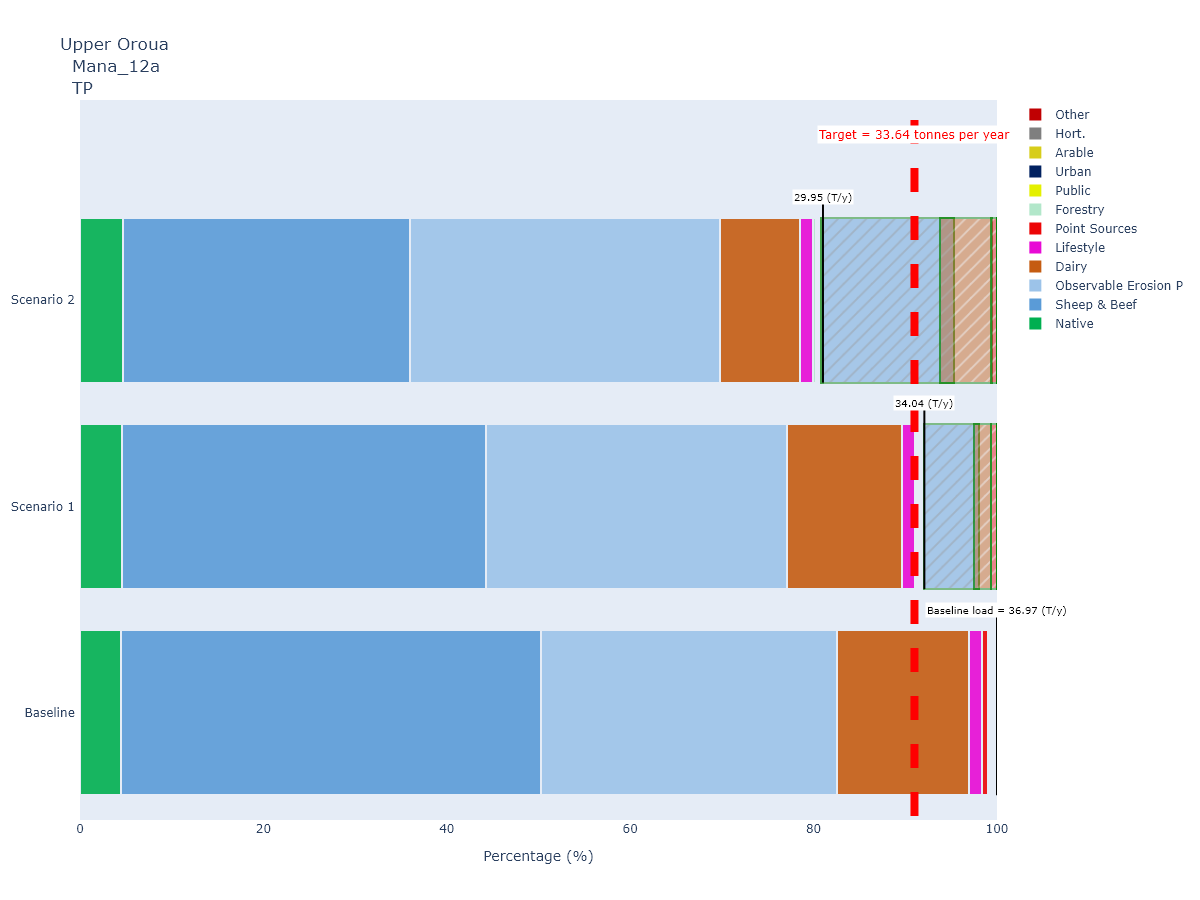 Upper Oroua
Mana_12a
TP
Target = 33.64 tonnes per year
29.95 (T/y)
Scenario 2
34.04 (T/y)
Scenario 1
Baseline load = 36.97 (T/y)
Baseline
0 20 40 60 80 100
Percentage (%)
Other
Hort.
Arable
Urban
Public
Forestry
Point Sources
Lifestyle
Dairy
Observable Erosion P
Sheep & Beef
Native